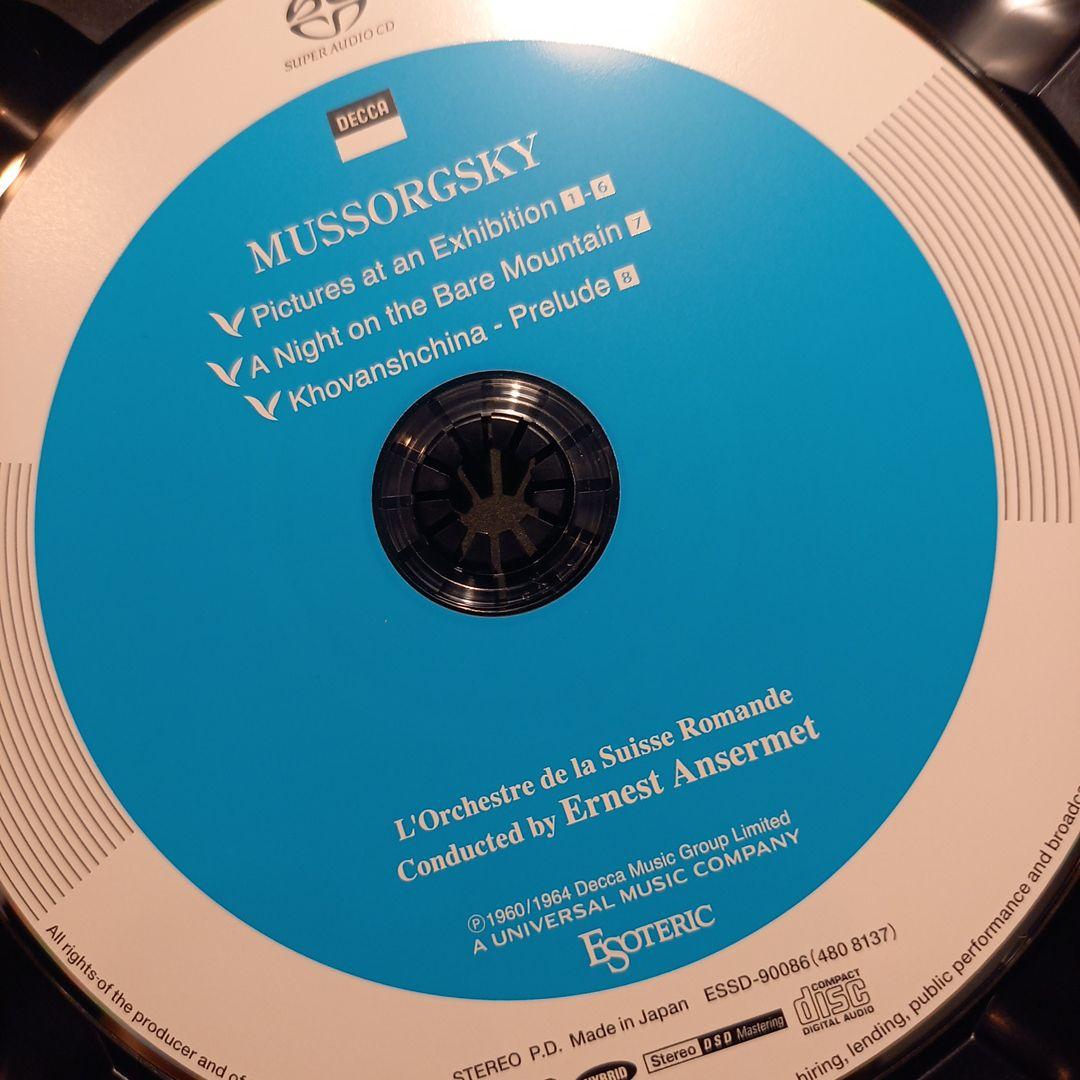 SUPER AUDIO CD
DECCA
MUSSORGSKY
Pictures at an Exhibition 1-6
A Night on the Bare Mountain 7
Khovanshchina - Prelude 8
L'Orchestre de la Suisse Romande
Conducted by Ernest Ansermet
℗1960/1964 Decca Music Group Limited
A UNIVERSAL MUSIC COMPANY
ESOTERIC
ESSD-90086(480 8137)
STEREO P.D. Made in Japan
HYBRID
Stereo DSD Mastering
COMPACT
disc
DIGITAL AUDIO
All rights of the producer and of
hiring, lending, public performance and